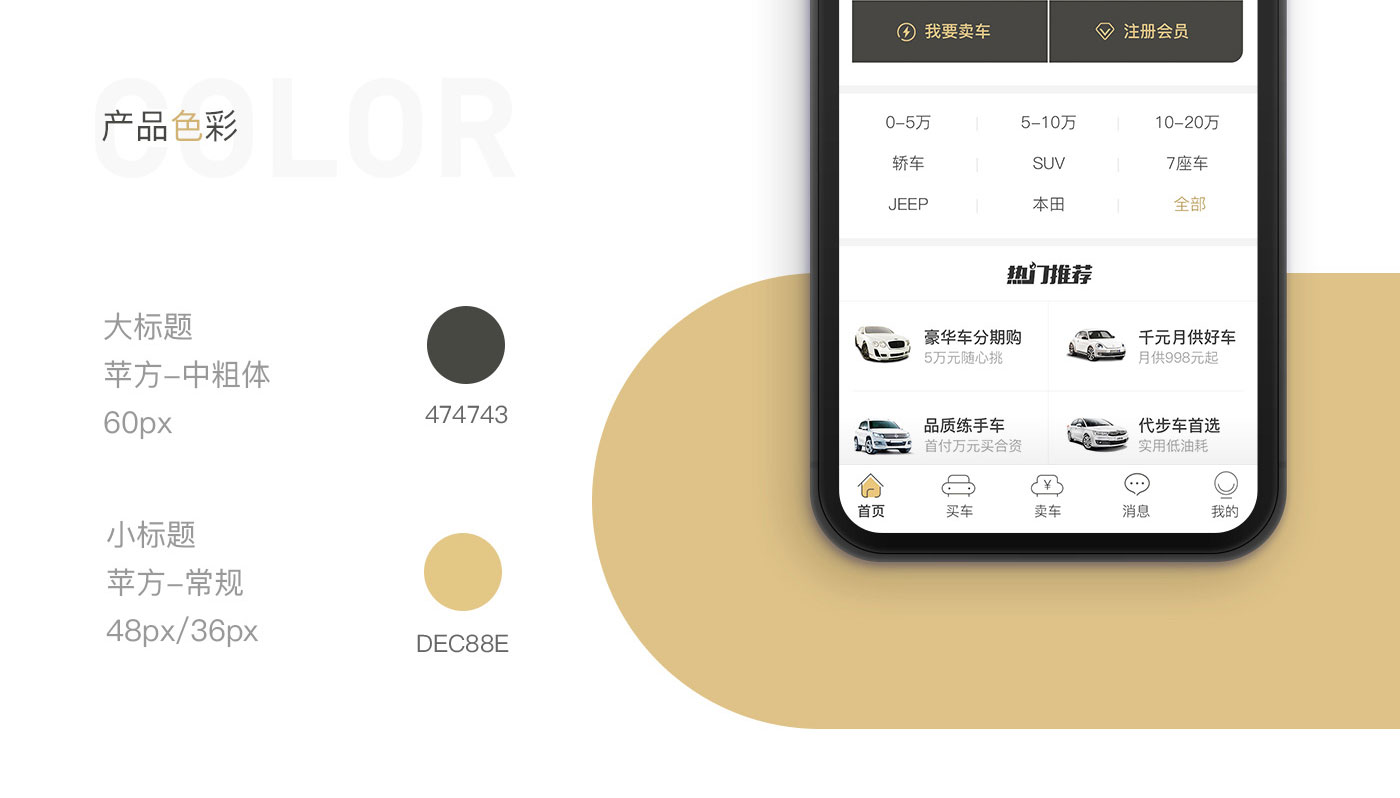 COLOR
产品色彩
大标题
苹方-中粗体
60px
474743
小标题
苹方-常规
48px/36px
DEC88E
我要卖车
注册会员
0-5万
5-10万
10-20万
轿车
SUV
7座车
JEEP
本田
全部
热门推荐
豪华车分期购
5万元随心挑
千元月供好车
月供998元起
品质练手车
首付万元买合资
代步车首选
实用低油耗
首页
买车
卖车
消息
我的